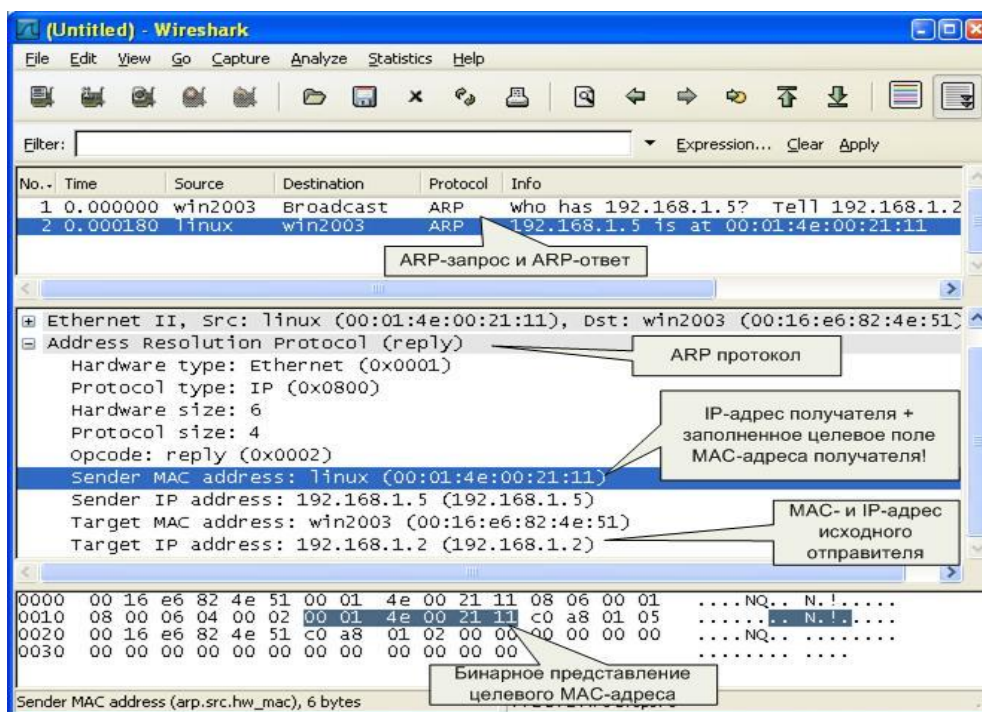 (Untitled) - Wireshark
File Edit View Go Capture Analyze Statistics Help
Filter: Expression... Clear Apply
No. Time Source Destination Protocol Info
1 0.000000 win2003 Broadcast ARP who has 192.168.1.5? Tell 192.168.1.2
2 0.000180 linux win2003 ARP 192.168.1.5 is at 00:01:4e:00:21:11
ARP-запрос и ARP-ответ
Ethernet II, Src: linux (00:01:4e:00:21:11), Dst: win2003 (00:16:e6:82:4e:51)
Address Resolution Protocol (reply)
ARP протокол
Hardware type: Ethernet (0x0001)
Protocol type: IP (0x0800)
Hardware size: 6
Protocol size: 4
Opcode: reply (0x0002)
IP-адрес получателя +
заполненное целевое поле
MAC-адреса получателя!
Sender MAC address: linux (00:01:4e:00:21:11)
Sender IP address: 192.168.1.5 (192.168.1.5)
Target MAC address: win2003 (00:16:e6:82:4e:51)
Target IP address: 192.168.1.2 (192.168.1.2)
MAC- и IP-адрес
исходного
отправителя
0000 00 16 e6 82 4e 51 00 01 4e 00 21 11 08 06 00 01 ....NQ.. N.!.....
0010 08 00 06 04 00 02 00 01 4e 00 21 11 c0 a8 01 05 ........ N.!.....
0020 00 16 e6 82 4e 51 c0 a8 01 02 00 00 00 00 00 00 ....NQ.. ........
0030 00 00 00 00 00 00 00 00 00 00 00 00 ........ ....
Бинарное представление
целевого MAC-адреса
Sender MAC address (arp.src.hw_mac), 6 bytes